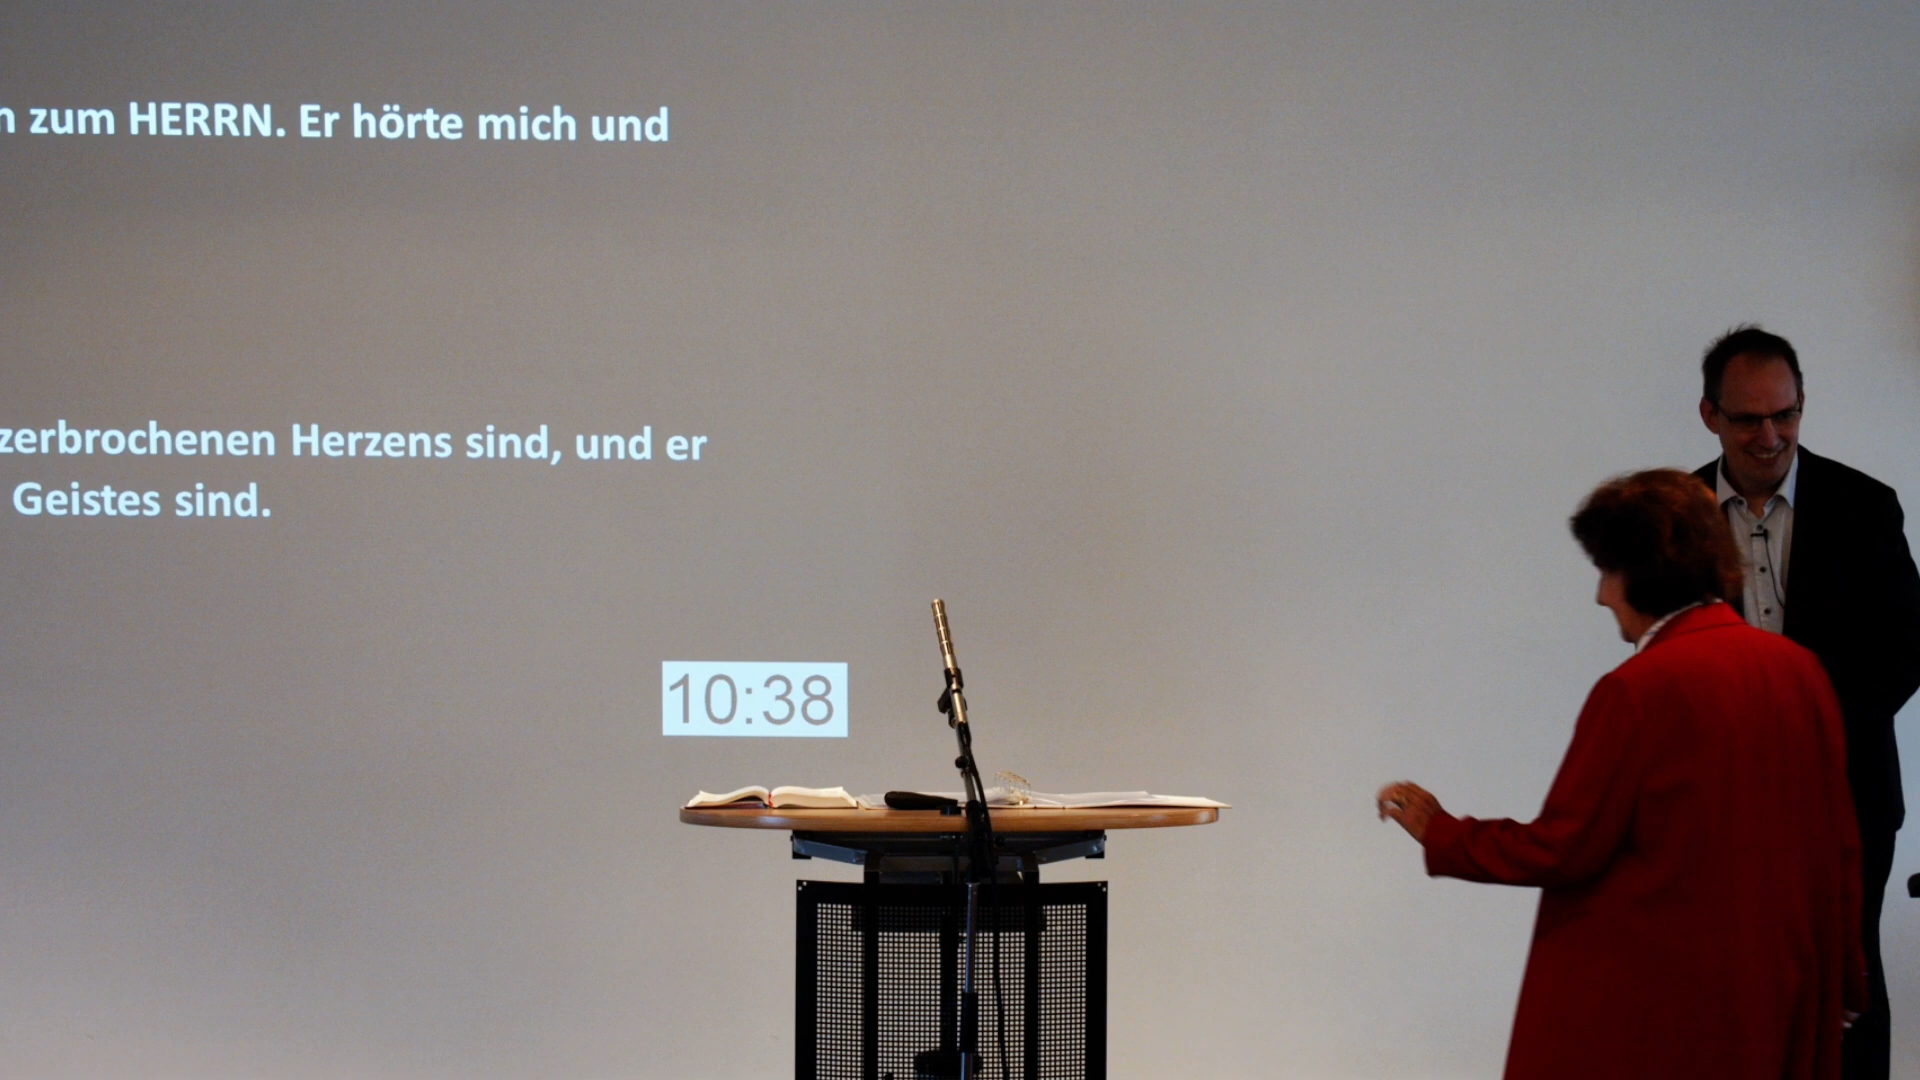 n zum HERRN. Er hörte mich und
zerbrochenen Herzens sind, und er
Geistes sind.
10:38